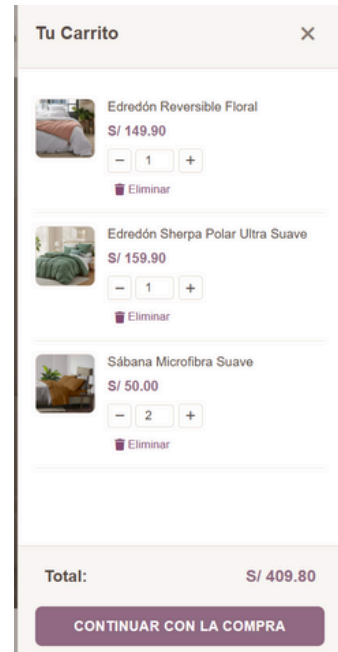 Tu Carrito ×
Edredón Reversible Floral
S/ 149.90
− 1 +
Eliminar
Edredón Sherpa Polar Ultra Suave
S/ 159.90
− 1 +
Eliminar
Sábana Microfibra Suave
S/ 50.00
− 2 +
Eliminar
Total: S/ 409.80
CONTINUAR CON LA COMPRA